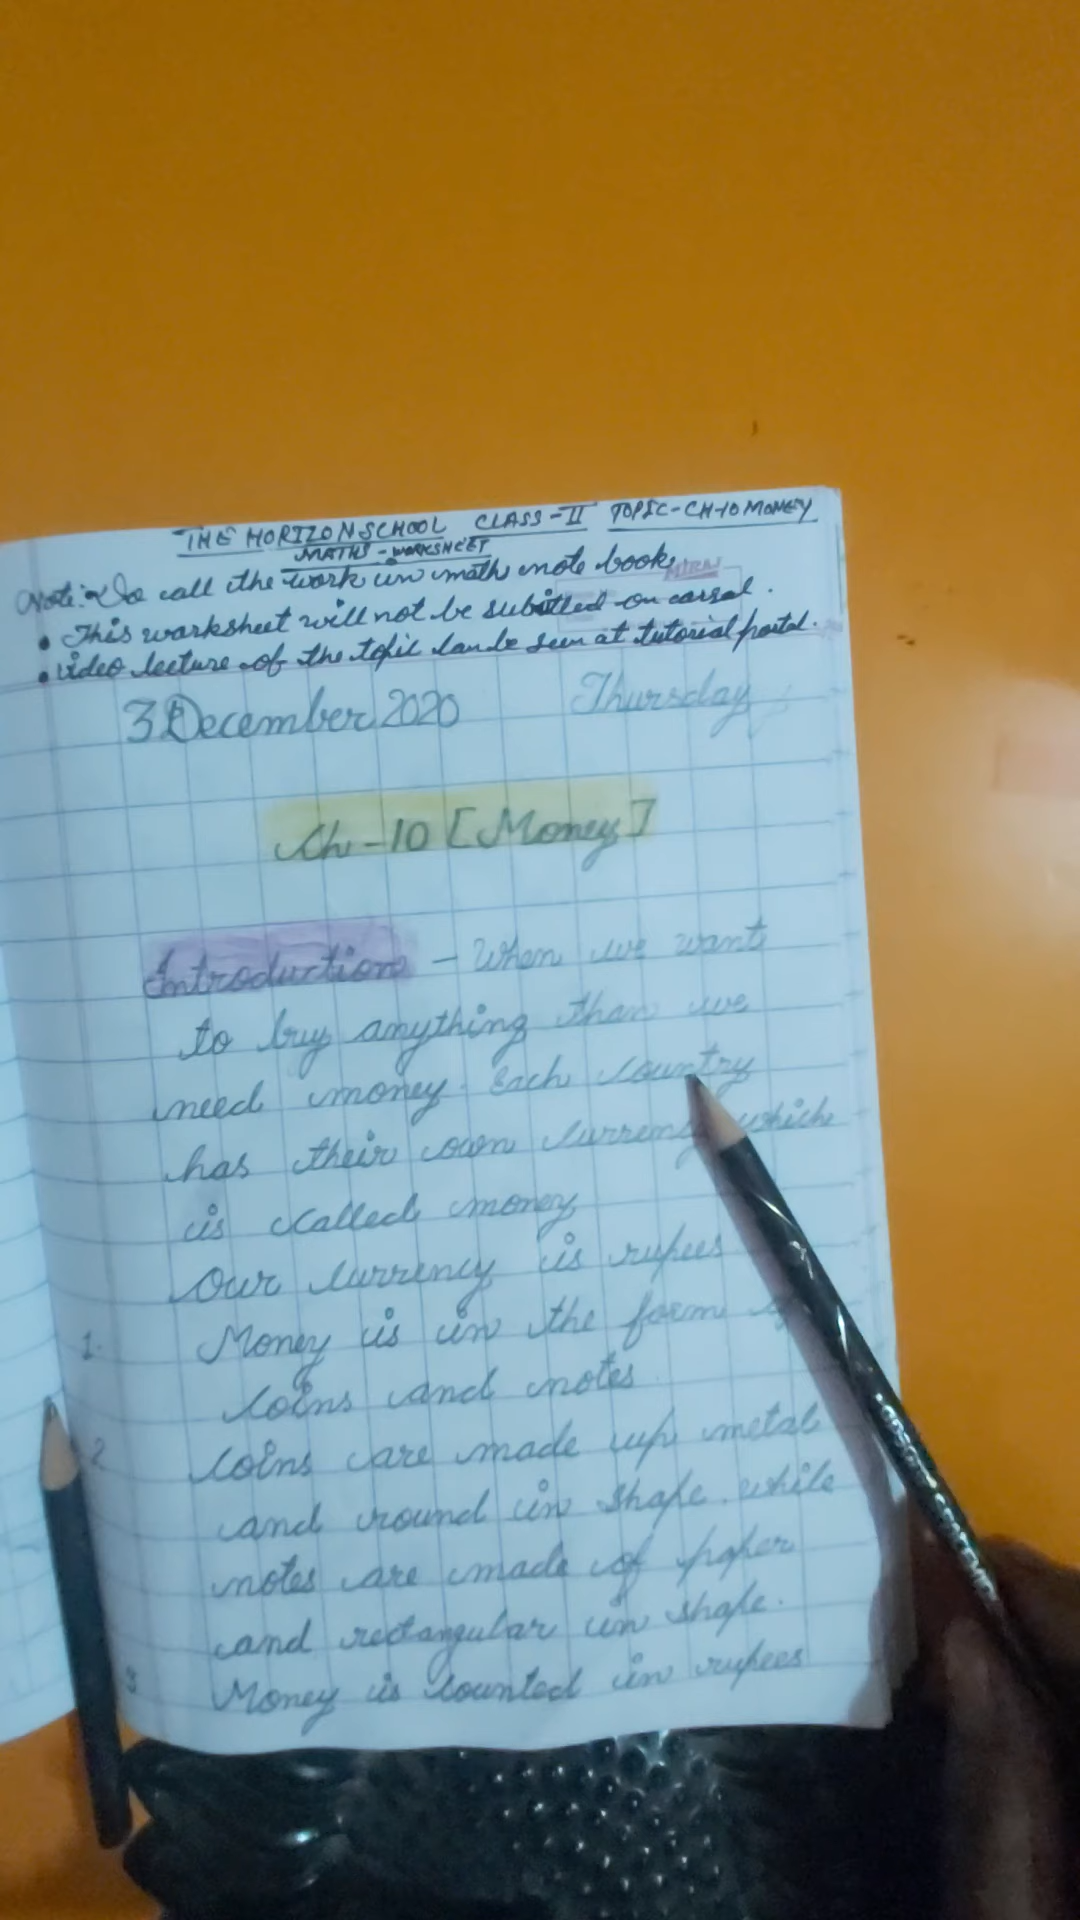 THE HORIZON SCHOOL CLASS-II TOPIC-CH-10 MONEY
MATHS-WORKSHEET
Note:- Do all the work in math note book.
• This worksheet will not be submitted on carsal.
• Video lecture of the topic can be seen at tutorial portal.
3 December 2020 Thursday
Ch-10 [Money]
Introduction - When we want
to buy anything than we
need money. Each country
has their own currency which
is called money
Our currency is rupees
1. Money is in the form of
coins and notes
2 Coins are made up metal
and round in shape. while
notes are made of paper
and rectangular in shape.
3 Money is counted in rupees